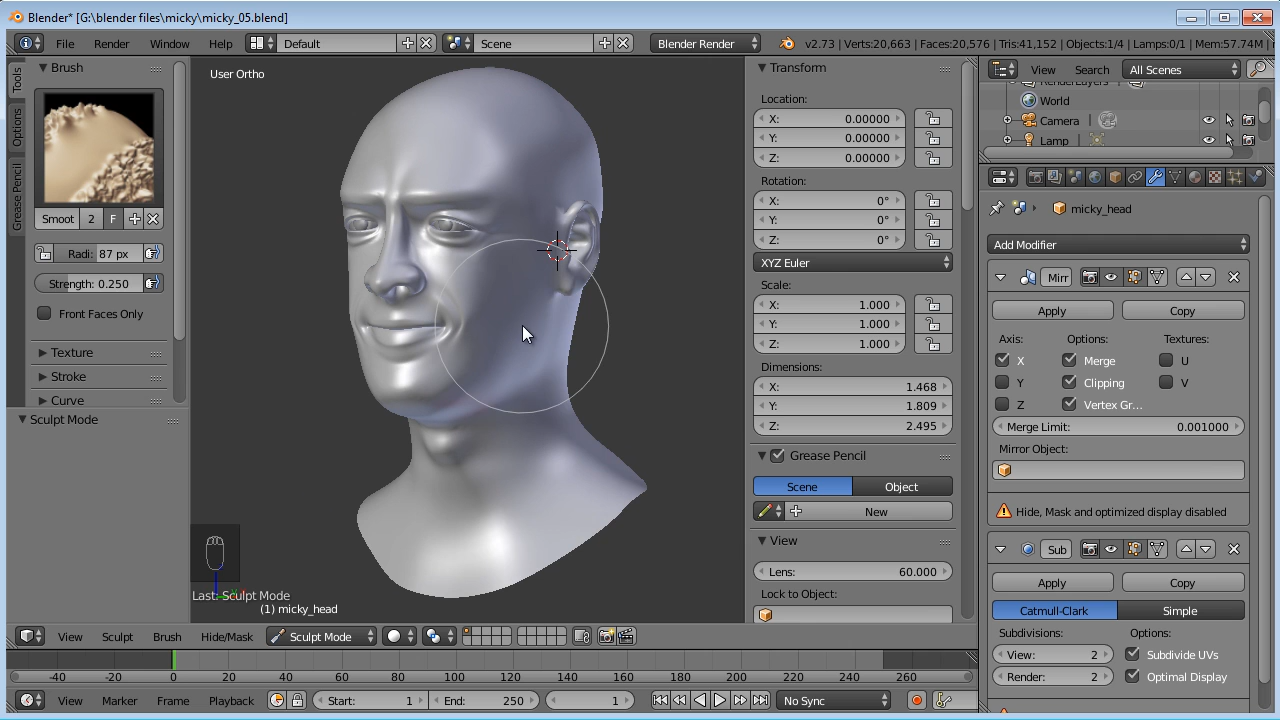 Blender* [G:\blender files\micky\micky_05.blend]
File Render Window Help Default Scene Blender Render v2.73 | Verts:20,663 | Faces:20,576 | Tris:41,152 | Objects:1/4 | Lamps:0/1 | Mem:57.74M |
Tools
Options
Grease Pencil
Brush
Smoot 2 F
Radi: 87 px
Strength: 0.250
Front Faces Only
Texture
Stroke
Curve
Sculpt Mode
User Ortho
Last: Sculpt Mode
(1) micky_head
Transform
Location:
X: 0.00000
Y: 0.00000
Z: 0.00000
Rotation:
X: 0°
Y: 0°
Z: 0°
XYZ Euler
Scale:
X: 1.000
Y: 1.000
Z: 1.000
Dimensions:
X: 1.468
Y: 1.809
Z: 2.495
Grease Pencil
Scene Object
New
View
Lens: 60.000
Lock to Object:
View Search All Scenes
RenderLayers
World
Camera
Lamp
micky_head
Add Modifier
Mirr
Apply Copy
Axis: Options: Textures:
X Merge U
Y Clipping V
Z Vertex Gr...
Merge Limit: 0.001000
Mirror Object:
Hide, Mask and optimized display disabled
Sub
Apply Copy
Catmull-Clark Simple
Subdivisions: Options:
View: 2 Subdivide UVs
Render: 2 Optimal Display
View Sculpt Brush Hide/Mask Sculpt Mode
-40 -20 0 20 40 60 80 100 120 140 160 180 200 220 240 260
View Marker Frame Playback Start: 1 End: 250 1 No Sync